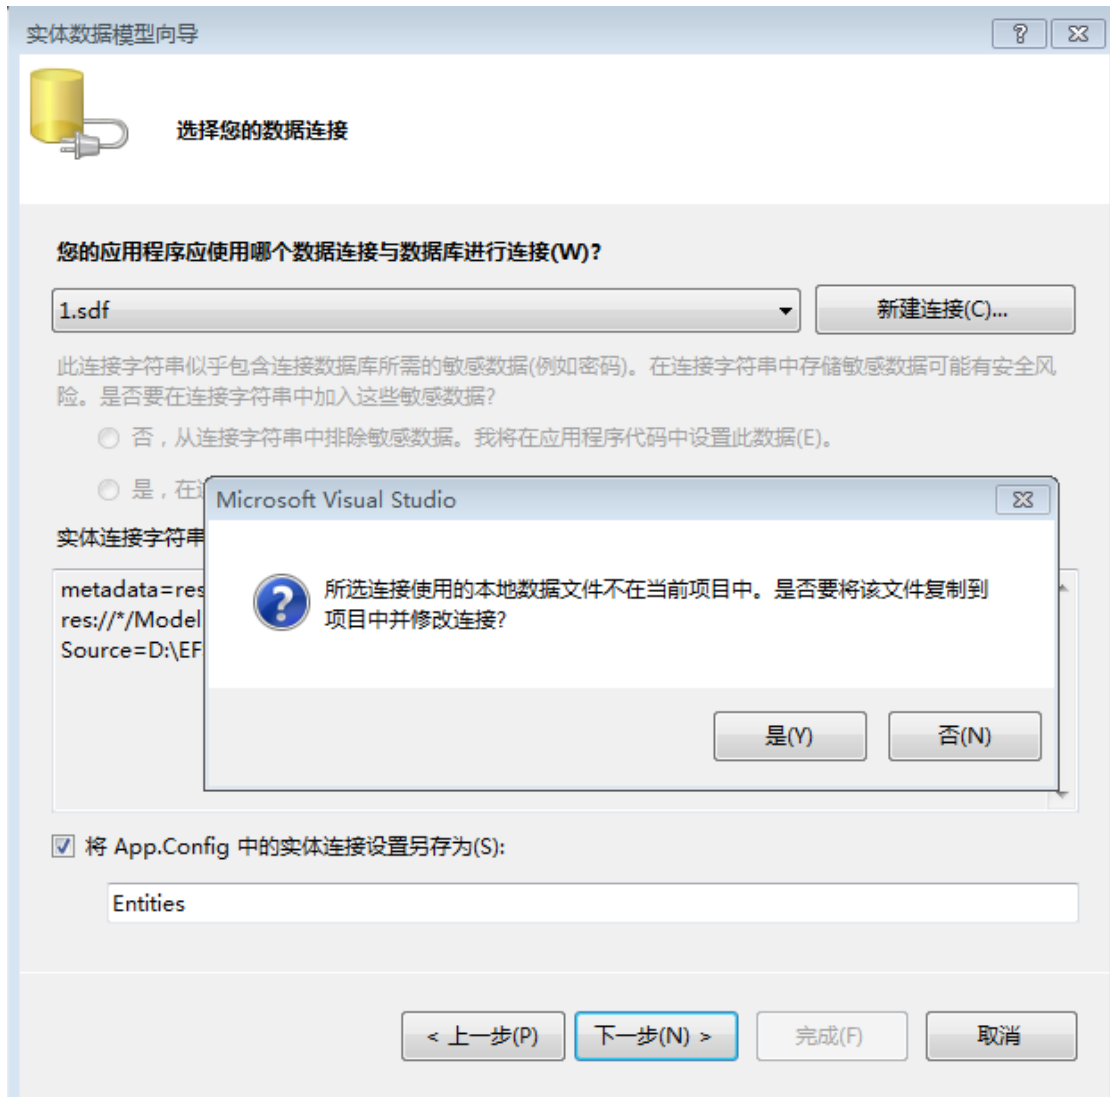 实体数据模型向导
选择您的数据连接
您的应用程序应使用哪个数据连接与数据库进行连接(W)?
1.sdf
新建连接(C)...
此连接字符串似乎包含连接数据库所需的敏感数据(例如密码)。在连接字符串中存储敏感数据可能有安全风
险。是否要在连接字符串中加入这些敏感数据?
否，从连接字符串中排除敏感数据。我将在应用程序代码中设置此数据(E)。
是，在
Microsoft Visual Studio
实体连接字符串
所选连接使用的本地数据文件不在当前项目中。是否要将该文件复制到
项目中并修改连接?
metadata=res
res://*/Model
Source=D:\EF
是(Y)
否(N)
将 App.Config 中的实体连接设置另存为(S):
Entities
< 上一步(P)
下一步(N) >
完成(F)
取消